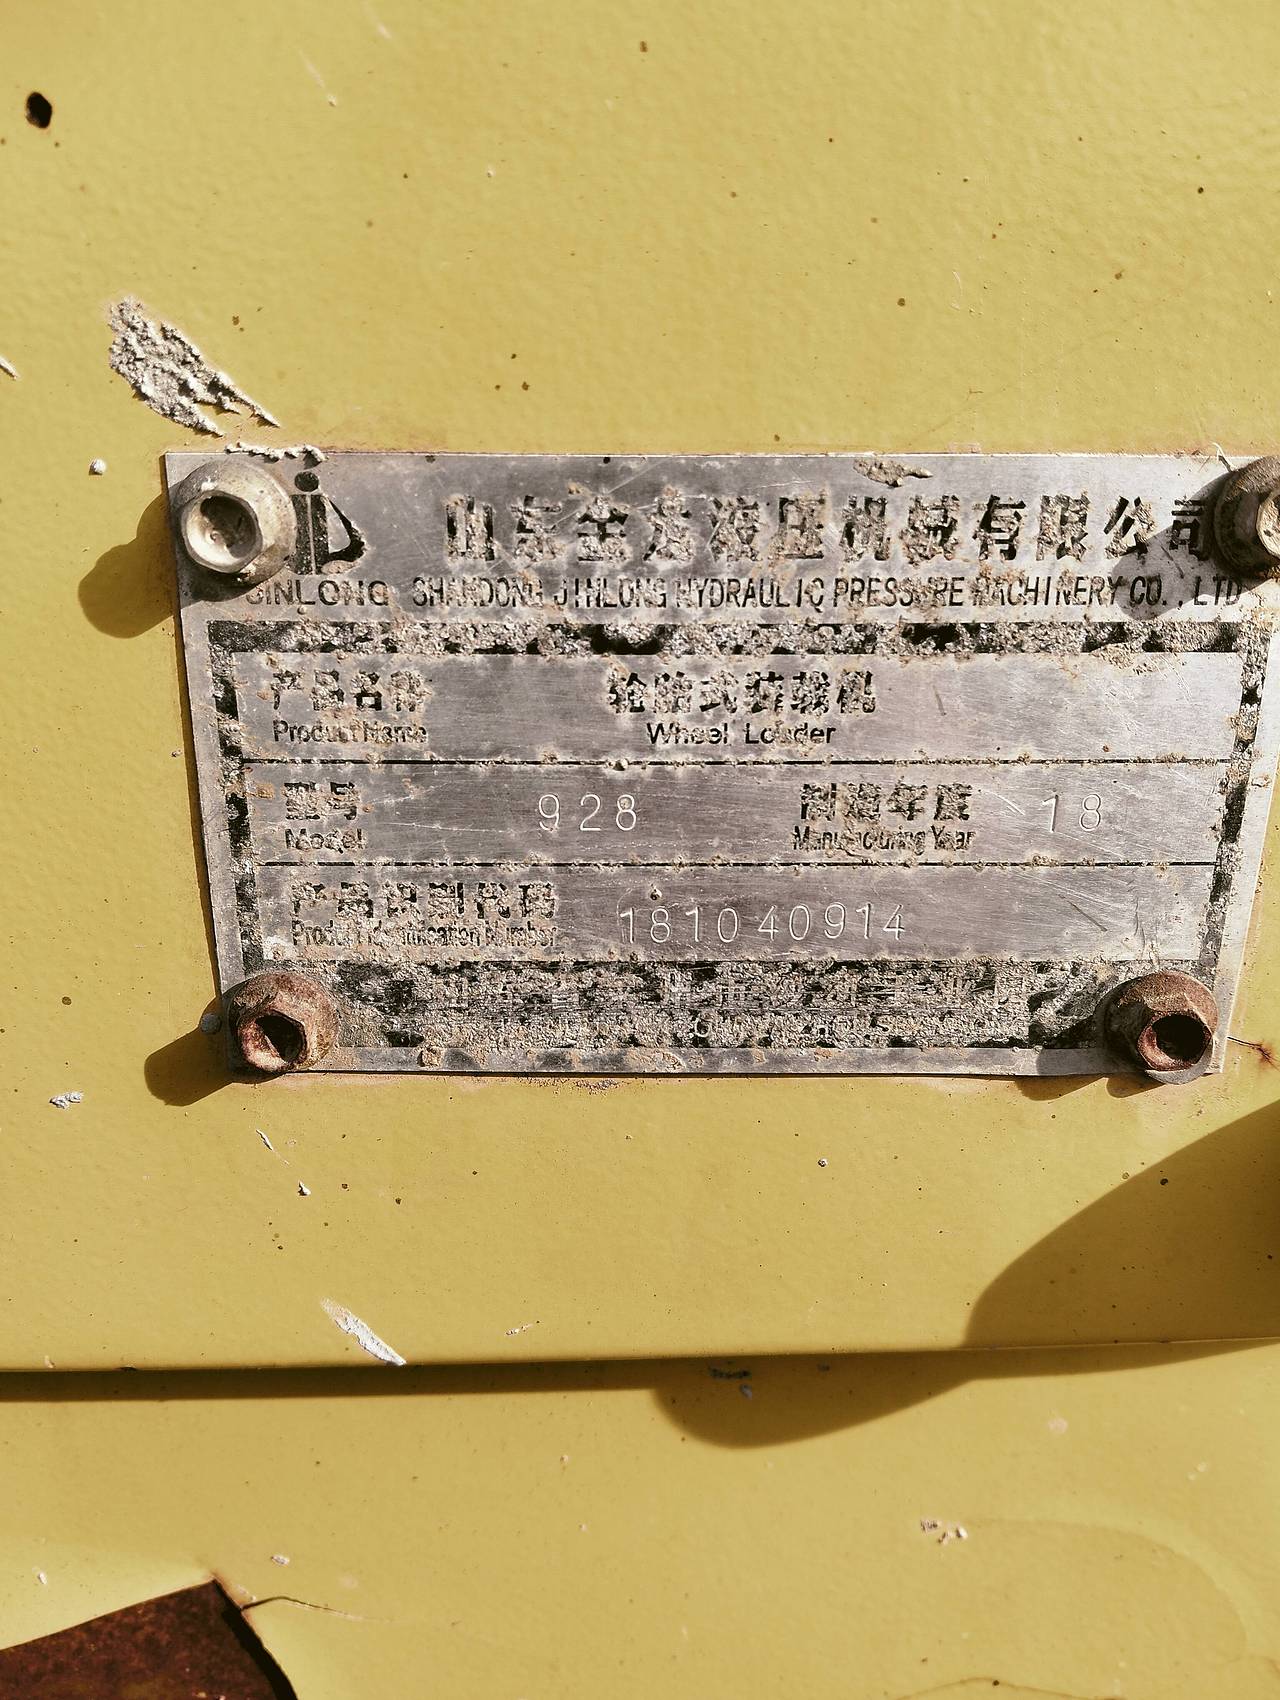 山东金龙液压机械有限公司
JINLONG SHANDONG JINLONG HYDRAULIC PRESSURE MACHINERY CO., LTD
产品名称 轮胎式装载机
Product Name Wheel Loader
型号 928 制造年度 18
Model Manufacturing Year
产品识别代码 181040914
Product Identification Number